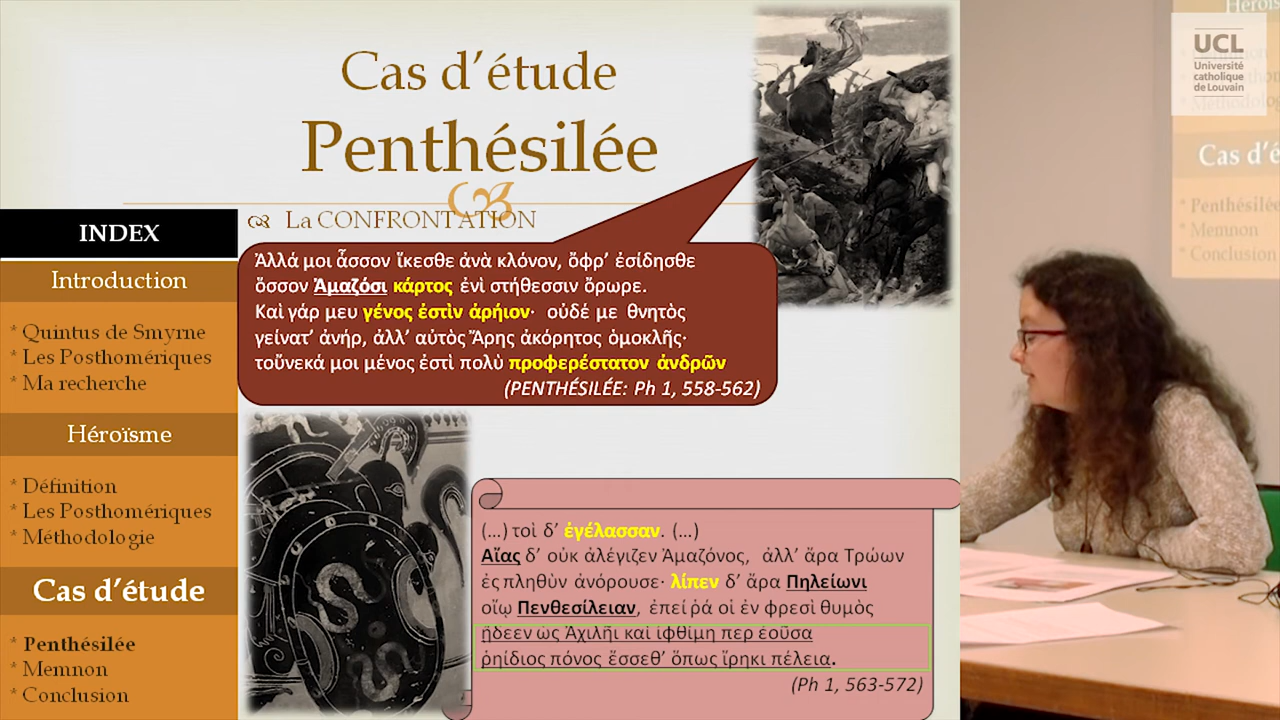 Cas d’étude
Penthésilée
La CONFRONTATION
INDEX
Introduction
* Quintus de Smyrne
* Les Posthomériques
* Ma recherche
Héroïsme
* Définition
* Les Posthomériques
* Méthodologie
Cas d’étude
* Penthésilée
* Memnon
* Conclusion
Ἀλλά μοι ἆσσον ἵκεσθε ἀνὰ κλόνον, ὄφρ’ ἐσίδησθε
ὅσσον Ἀμαζόσι κάρτος ἐνὶ στήθεσσιν ὄρωρε.
Καὶ γάρ μευ γένος ἐστὶν ἀρήιον· οὐδέ με θνητὸς
γείνατ’ ἀνήρ, ἀλλ’ αὐτὸς Ἄρης ἀκόρητος ὁμοκλῆς·
τοὔνεκά μοι μένος ἐστὶ πολὺ προφερέστατον ἀνδρῶν
(PENTHÉSILÉE: Ph 1, 558-562)
(…) τοὶ δ’ ἐγέλασσαν. (…)
Αἴας δ’ οὐκ ἀλέγιζεν Ἀμαζόνος, ἀλλ’ ἄρα Τρώων
ἐς πληθὺν ἀνόρουσε· λίπεν δ’ ἄρα Πηλείωνι
οἴῳ Πενθεσίλειαν, ἐπεί ῥά οἱ ἐν φρεσὶ θυμὸς
ᾔδεεν ὡς Ἀχιλῆι καὶ ἰφθίμη περ ἐοῦσα
ῥηίδιος πόνος ἔσσεθ’ ὅπως ἴρηκι πέλεια.
(Ph 1, 563-572)
UCL
Université
catholique
de Louvain
Cas d’é
Penthésilée
Memnon
Conclusion